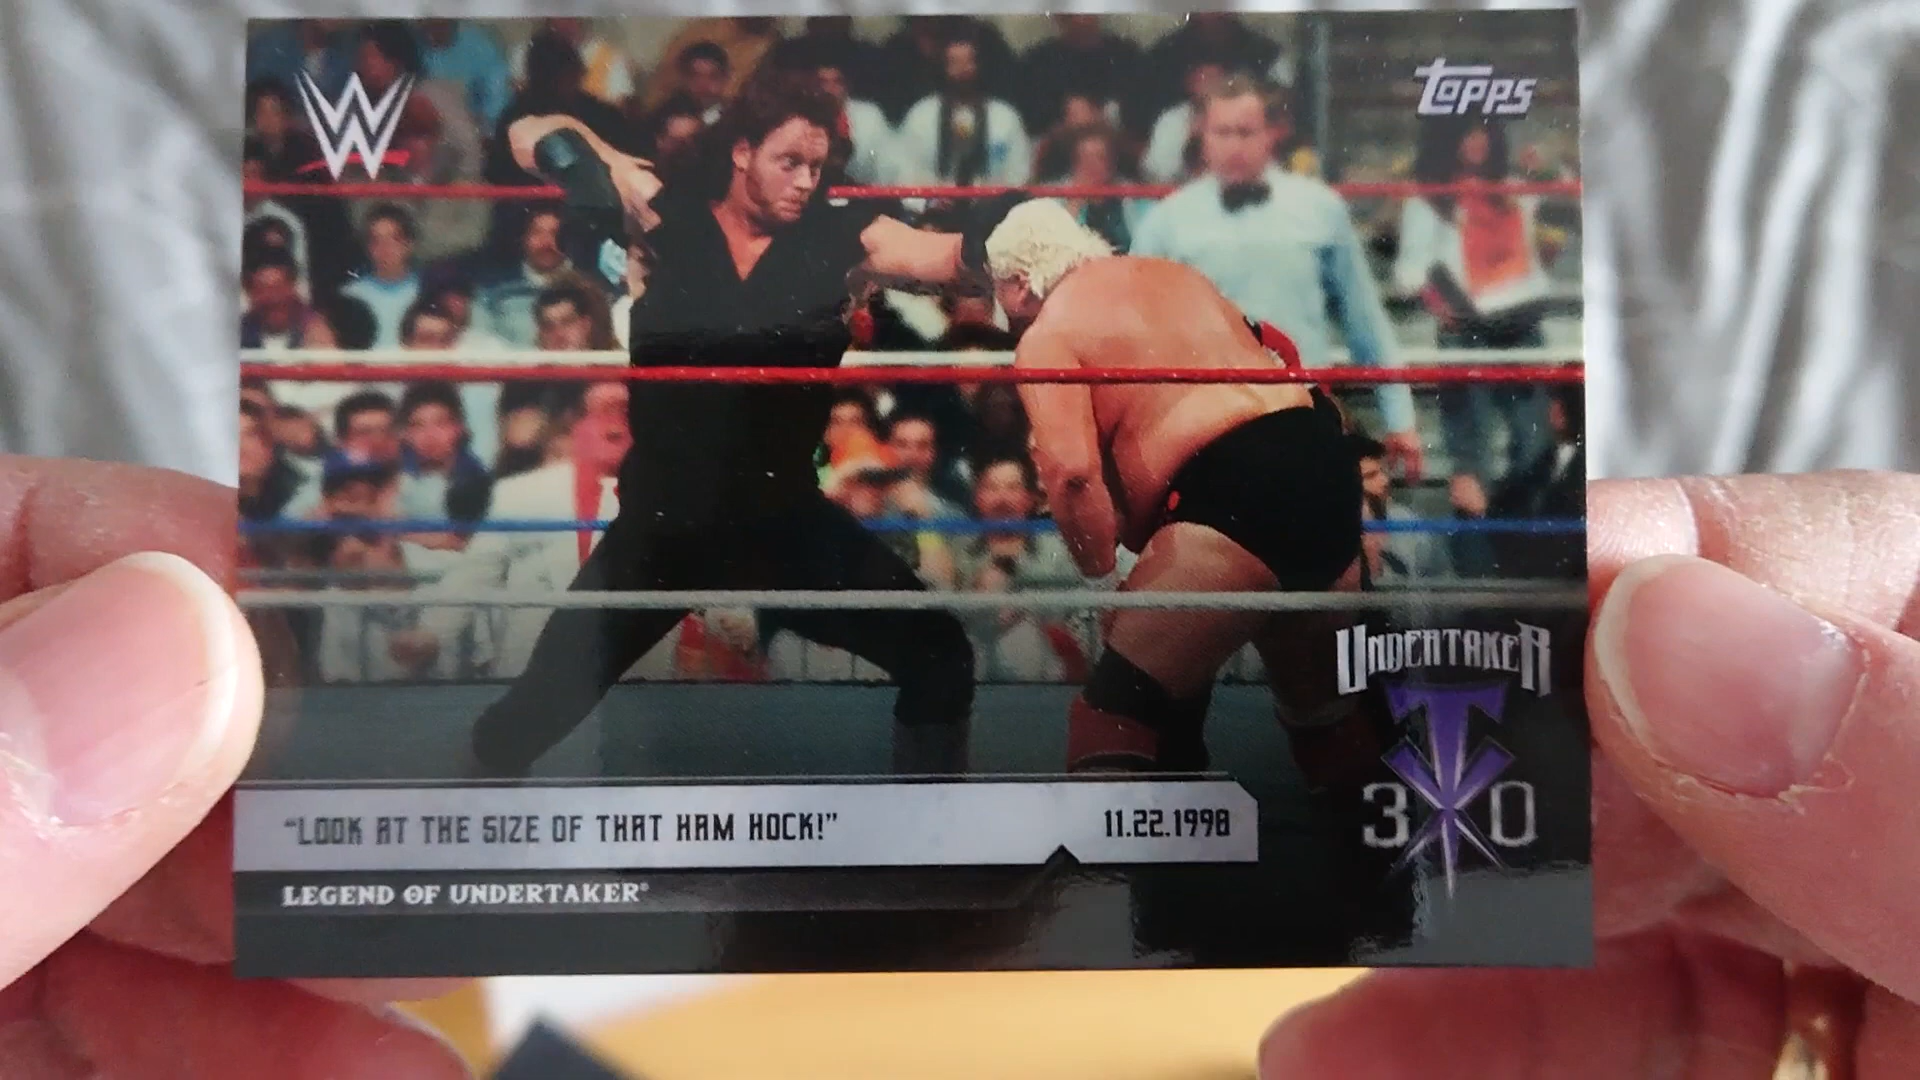 W
TOPPS
UNDERTAKER
30
"LOOK AT THE SIZE OF THAT HAM HOCK!" 11.22.1998
LEGEND OF UNDERTAKER®